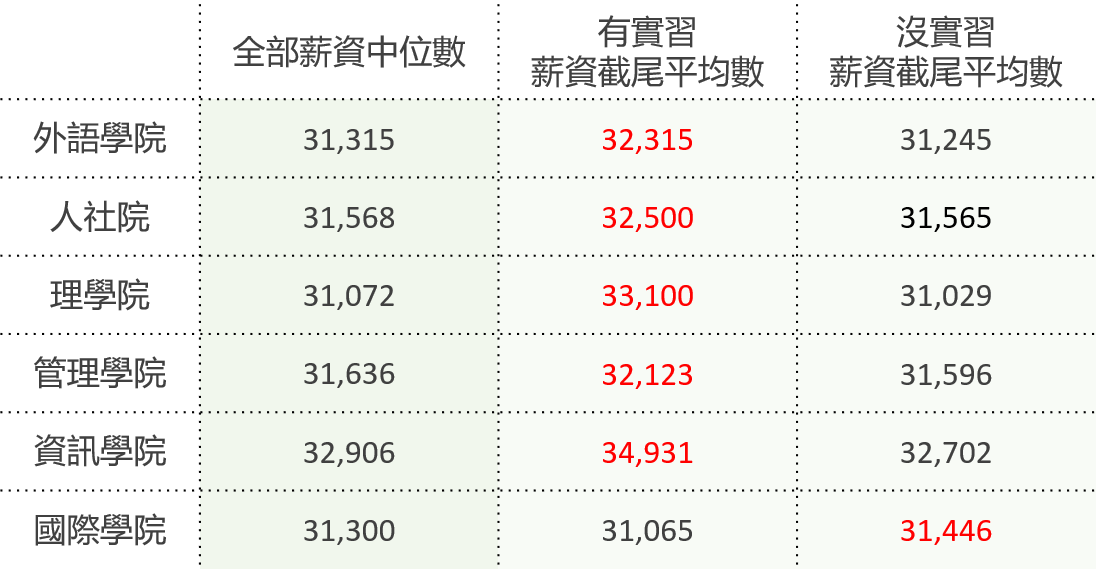 全部薪資中位數
有實習
薪資截尾平均數
沒實習
薪資截尾平均數
外語學院 31,315 32,315 31,245
人社院 31,568 32,500 31,565
理學院 31,072 33,100 31,029
管理學院 31,636 32,123 31,596
資訊學院 32,906 34,931 32,702
國際學院 31,300 31,065 31,446